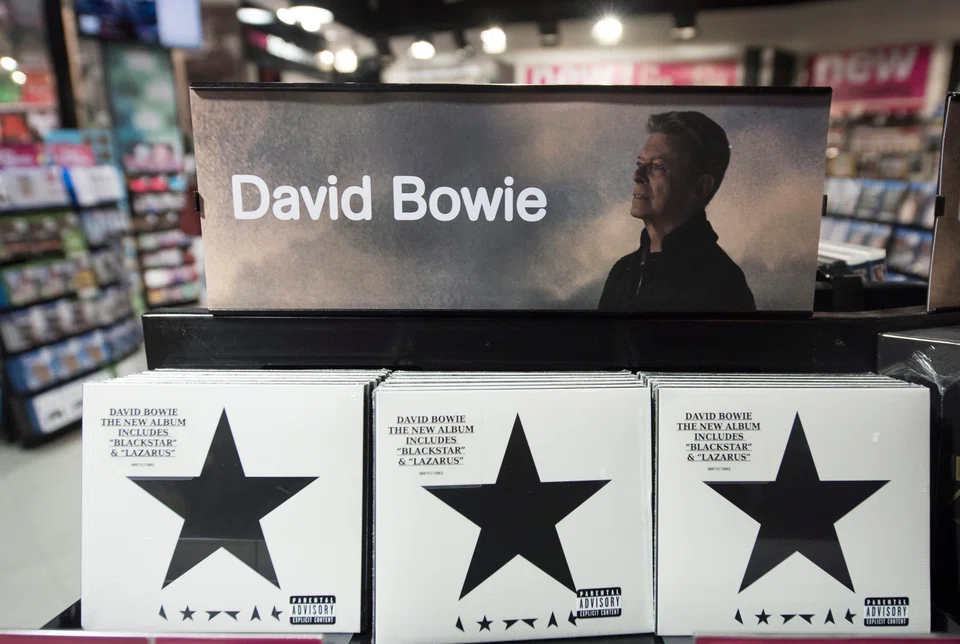 new
new
David Bowie
DAVID BOWIE
THE NEW ALBUM
INCLUDES
"BLACKSTAR"
& "LAZARUS"
PARENTAL
ADVISORY
EXPLICIT CONTENT
DAVID BOWIE
THE NEW ALBUM
INCLUDES
"BLACKSTAR"
& "LAZARUS"
PARENTAL
ADVISORY
EXPLICIT CONTENT
DAVID BOWIE
THE NEW ALBUM
INCLUDES
"BLACKSTAR"
& "LAZARUS"
PARENTAL
ADVISORY
EXPLICIT CONTENT